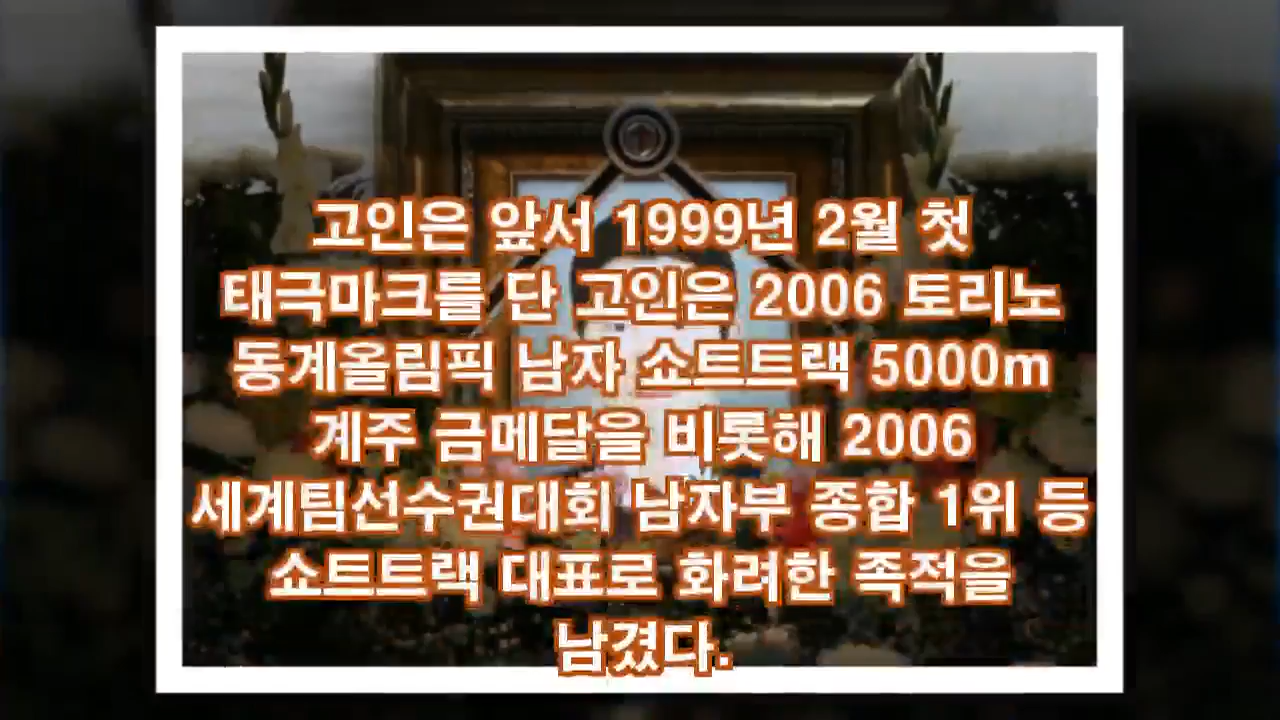 고인은 앞서 1999년 2월 첫
태극마크를 단 고인은 2006 토리노
동계올림픽 남자 쇼트트랙 5000m
계주 금메달을 비롯해 2006
세계팀선수권대회 남자부 종합 1위 등
쇼트트랙 대표로 화려한 족적을
남겼다.